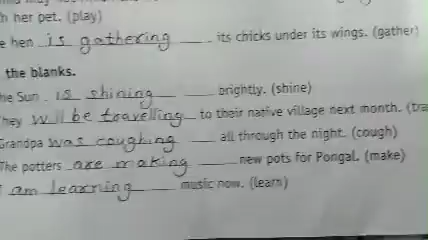 her pet. (play)
hen is gathering its chicks under its wings. (gather)
the blanks.
The Sun is shining brightly. (shine)
They will be travelling to their native village next month.
Grandpa was coughing all through the night. (cough)
The potters are making new pots for Pongal. (make)
I am learning music now. (learn)